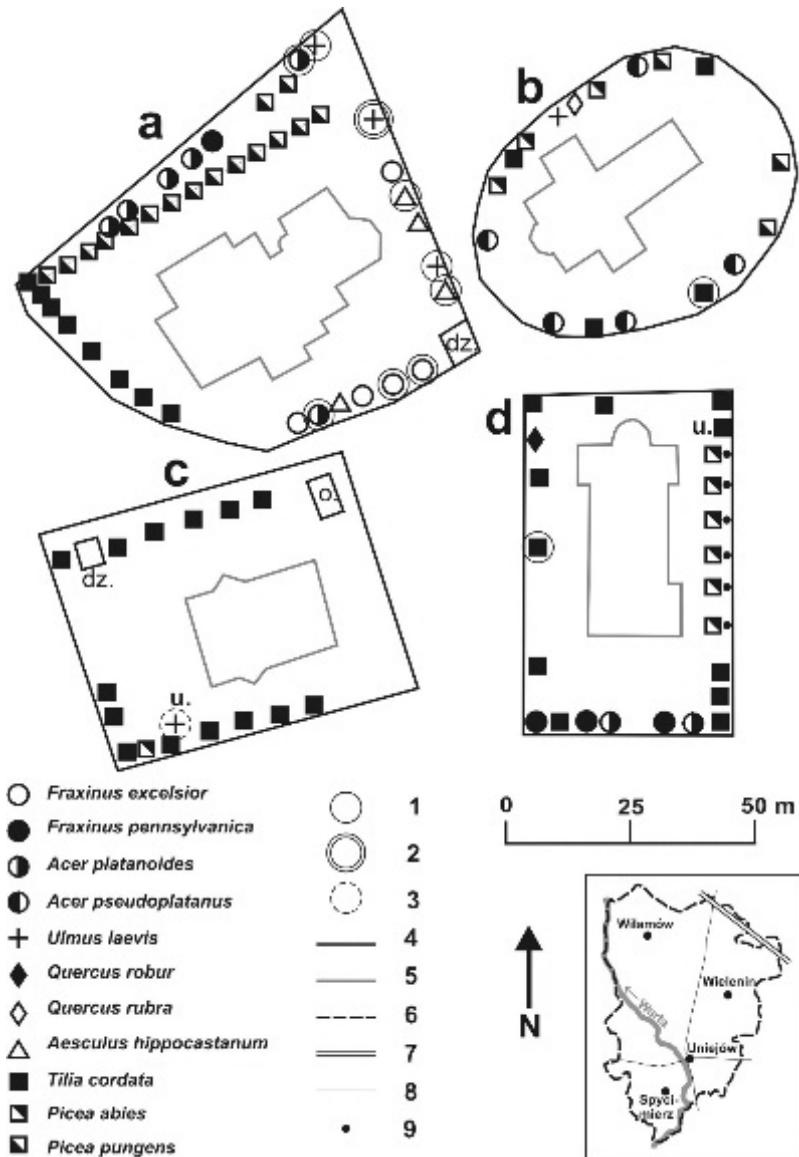 a
b
dz.
c
d
u.
o.
dz.
u.
Fraxinus excelsior
Fraxinus pennsylvanica
Acer platanoides
Acer pseudoplatanus
Ulmus laevis
Quercus robur
Quercus rubra
Aesculus hippocastanum
Tilia cordata
Picea abies
Picea pungens
1
2
3
4
5
6
7
8
9
0 25 50 m
N
Wilamów
Wielenin
← Warta
Uniejów
Spyci-
mierz